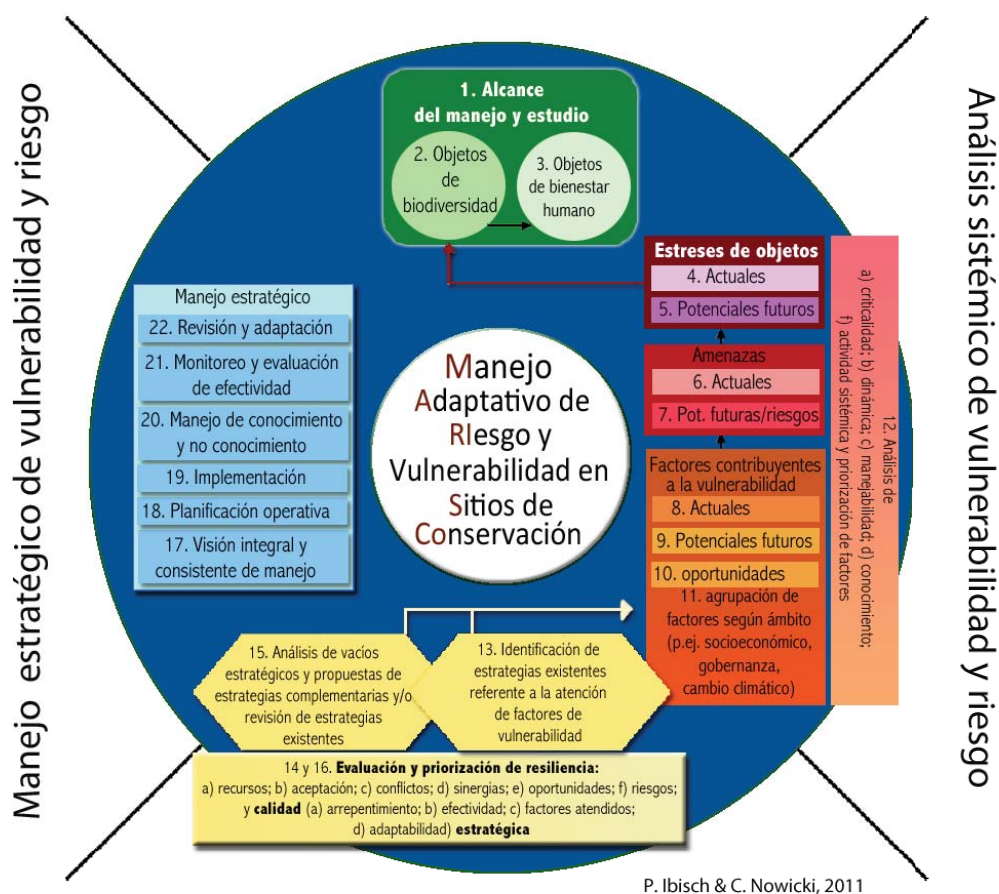 Manejo estratégico de vulnerabilidad y riesgo
1. Alcance
del manejo y estudio
2. Objetos
de
biodiversidad
3. Objetos
de bienestar
humano
Estreses de objetos
4. Actuales
5. Potenciales futuros
Amenazas
6. Actuales
7. Pot. futuras/riesgos
Factores contribuyentes
a la vulnerabilidad
8. Actuales
9. Potenciales futuros
10. oportunidades
11. agrupación de
factores según ámbito
(p.ej. socioeconómico,
gobernanza,
cambio climático)
12. Análisis de
a) criticalidad; b) dinámica; c) manejabilidad; d) conocimiento;
f) actividad sistémica y priorización de factores
Análisis sistémico de vulnerabilidad y riesgo
Manejo
Adaptativo de
RIesgo y
Vulnerabilidad en
Sitios de
Conservación
Manejo estratégico
22. Revisión y adaptación
21. Monitoreo y evaluación
de efectividad
20. Manejo de conocimiento
y no conocimiento
19. Implementación
18. Planificación operativa
17. Visión integral y
consistente de manejo
15. Análisis de vacíos
estratégicos y propuestas de
estrategias complementarias y/o
revisión de estrategias
existentes
13. Identificación de
estrategias existentes
referente a la atención
de factores de
vulnerabilidad
14 y 16. Evaluación y priorización de resiliencia:
a) recursos; b) aceptación; c) conflictos; d) sinergias; e) oportunidades; f) riesgos;
y calidad (a) arrepentimiento; b) efectividad; c) factores atendidos;
d) adaptabilidad) estratégica
P. Ibisch & C. Nowicki, 2011